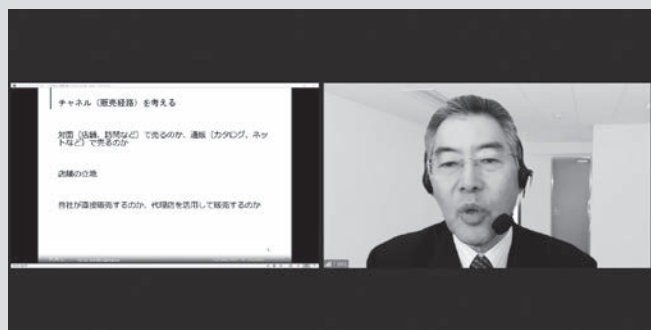 チャネル（販売経路）を考える
対面（店舗、訪問など）で売るのか、通販（カタログ、ネッ
トなど）で売るのか
店舗の立地
自社が直接販売するのか、代理店を活用して販売するのか